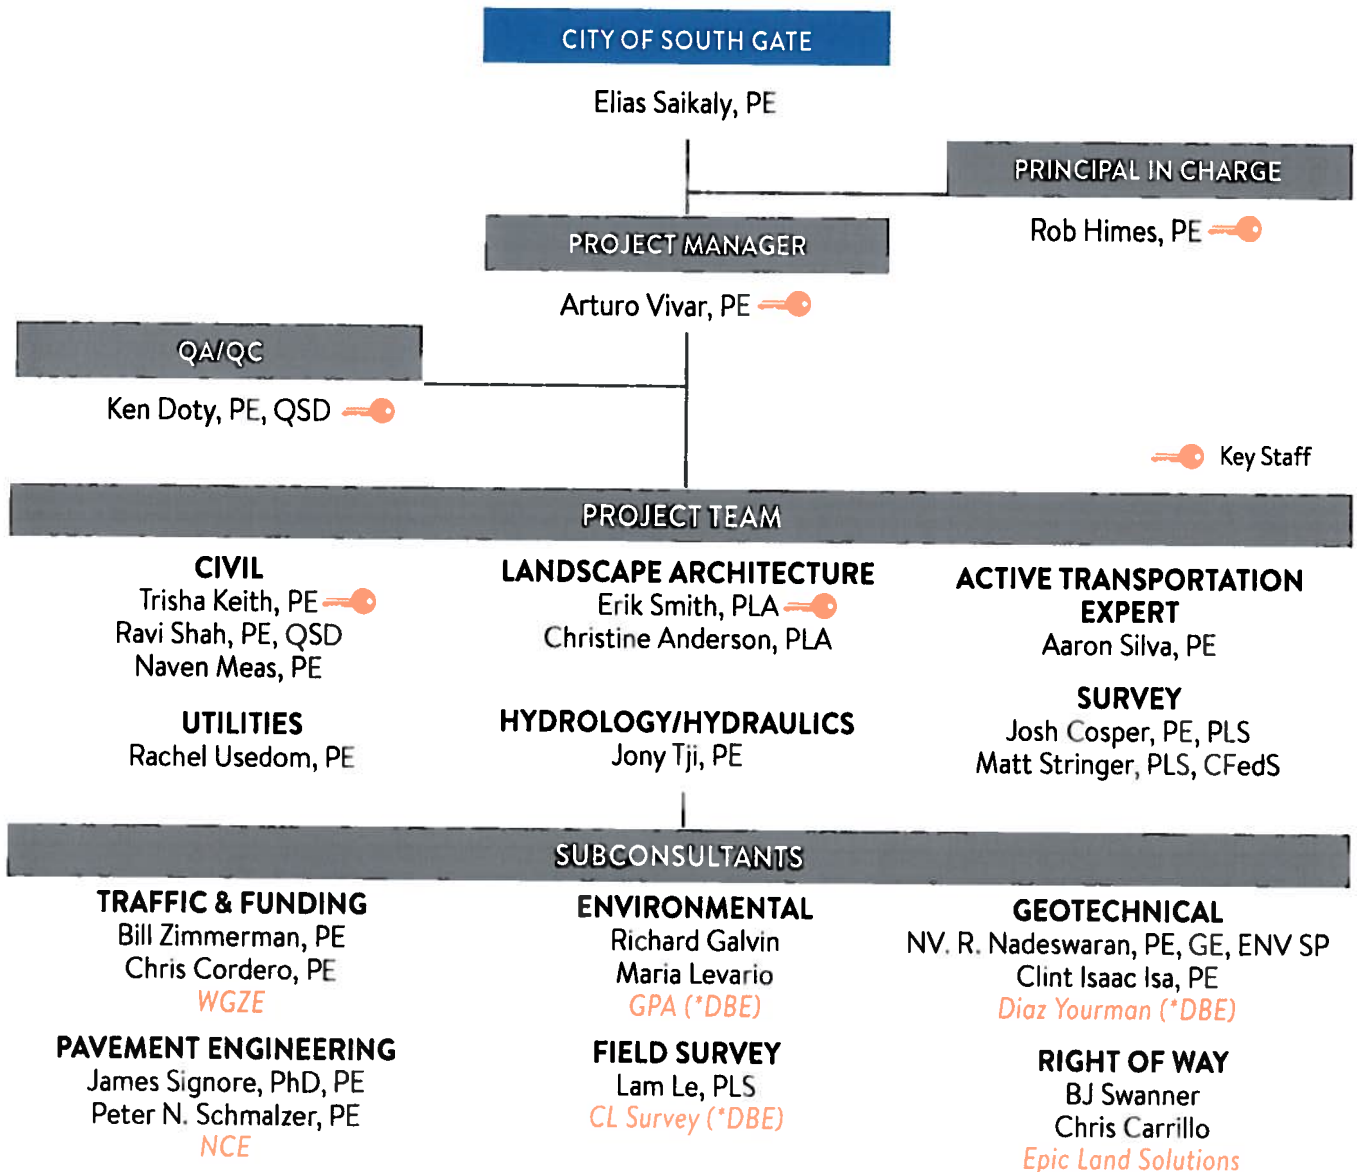 CITY OF SOUTH GATE
Elias Saikaly, PE
PRINCIPAL IN CHARGE
Rob Himes, PE
PROJECT MANAGER
Arturo Vivar, PE
QA/QC
Ken Doty, PE, QSD
Key Staff
PROJECT TEAM
CIVIL
Trisha Keith, PE
Ravi Shah, PE, QSD
Naven Meas, PE
LANDSCAPE ARCHITECTURE
Erik Smith, PLA
Christine Anderson, PLA
ACTIVE TRANSPORTATION
EXPERT
Aaron Silva, PE
UTILITIES
Rachel Usedom, PE
HYDROLOGY/HYDRAULICS
Jony Tji, PE
SURVEY
Josh Cosper, PE, PLS
Matt Stringer, PLS, CFedS
SUBCONSULTANTS
TRAFFIC & FUNDING
Bill Zimmerman, PE
Chris Cordero, PE
WGZE
ENVIRONMENTAL
Richard Galvin
Maria Levario
GPA (*DBE)
GEOTECHNICAL
NV. R. Nadeswaran, PE, GE, ENV SP
Clint Isaac Isa, PE
Diaz Yourman (*DBE)
PAVEMENT ENGINEERING
James Signore, PhD, PE
Peter N. Schmalzer, PE
NCE
FIELD SURVEY
Lam Le, PLS
CL Survey (*DBE)
RIGHT OF WAY
BJ Swanner
Chris Carrillo
Epic Land Solutions